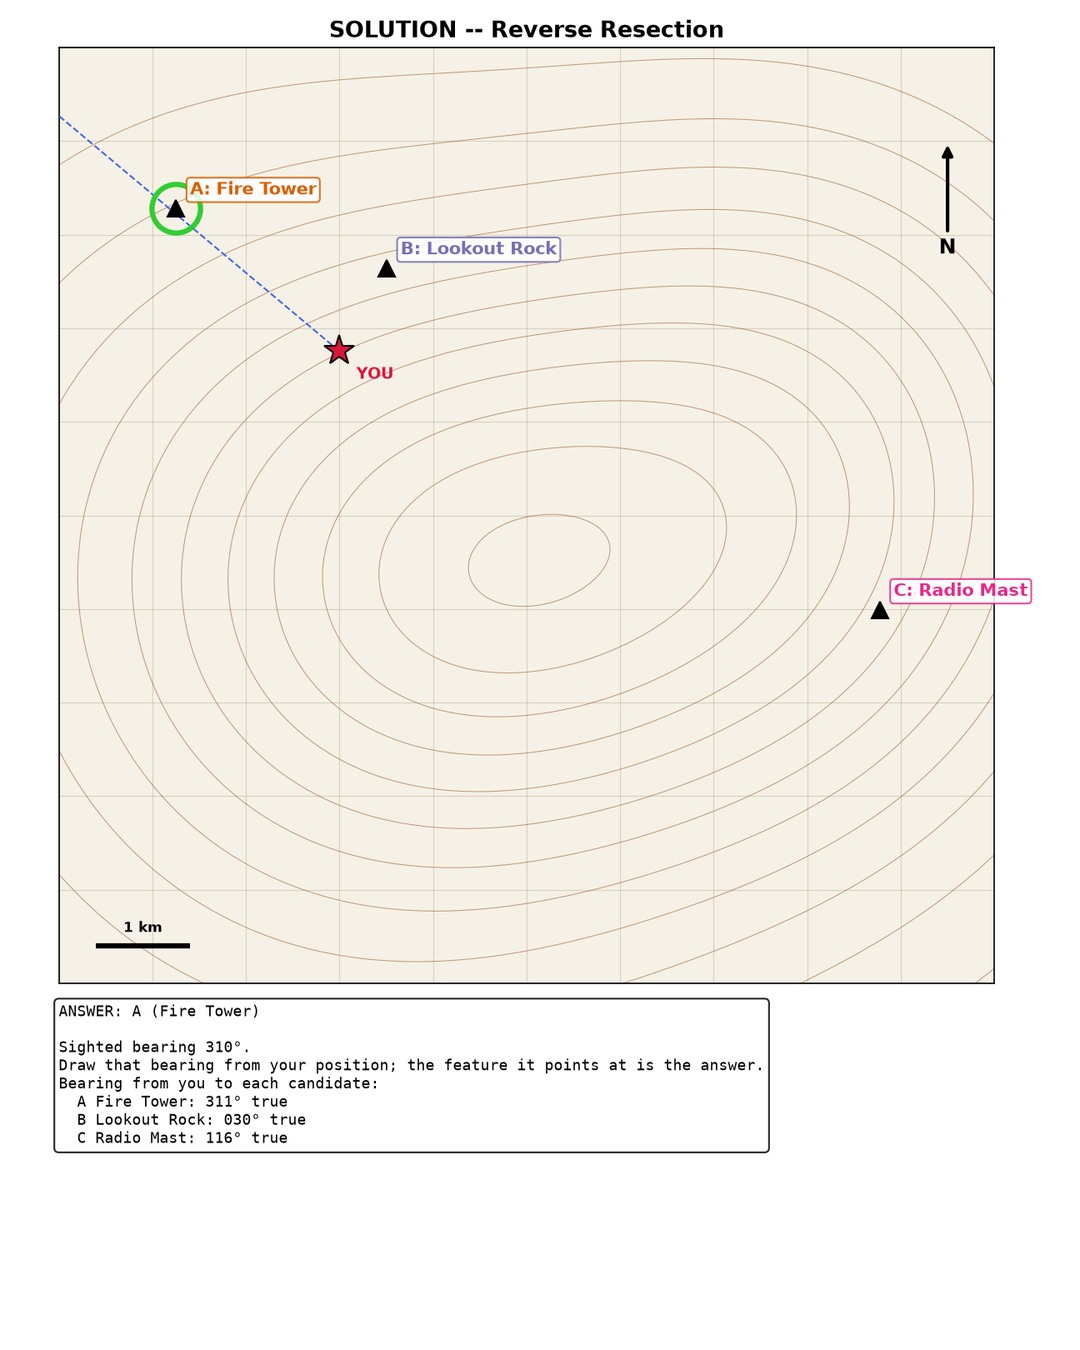 SOLUTION -- Reverse Resection
A: Fire Tower
B: Lookout Rock
N
YOU
C: Radio Mast
1 km
ANSWER: A (Fire Tower)
Sighted bearing 310°.
Draw that bearing from your position; the feature it points at is the answer.
Bearing from you to each candidate:
A Fire Tower: 311° true
B Lookout Rock: 030° true
C Radio Mast: 116° true